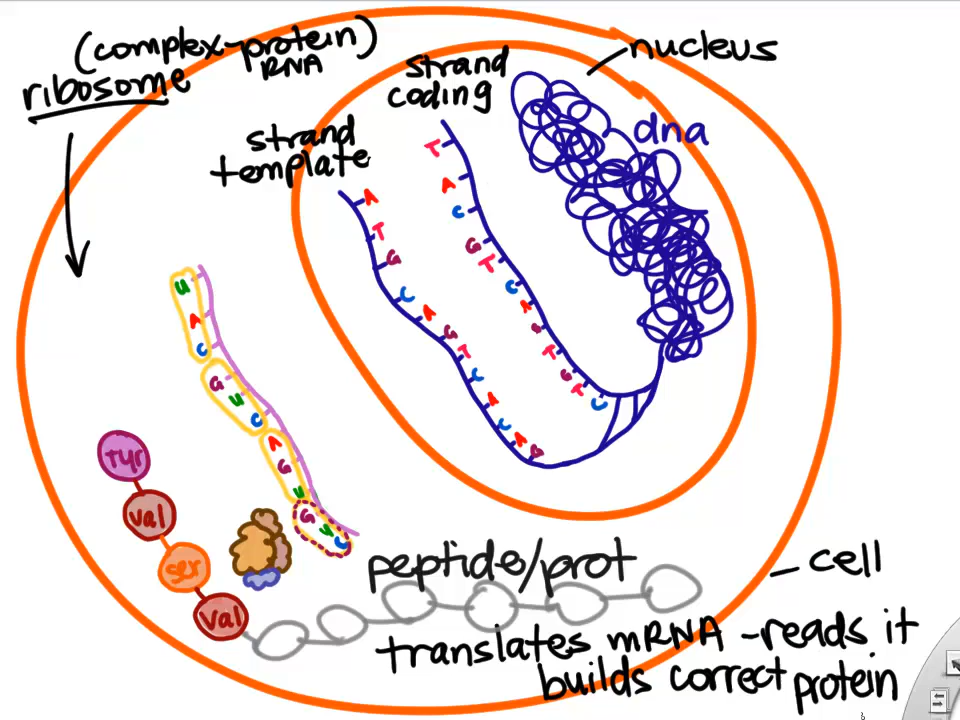 (complex-protein)
RNA
ribosome
strand
coding
nucleus
dna
strand
template
T
A
C
G
T
C
A
G
T
G
T
C
A
T
G
C
A
G
T
C
A
C
A
G
U
A
C
G
U
C
A
G
U
G
U
C
Tyr
val
ser
val
peptide/prot
cell
translates mRNA - reads it
builds correct protein